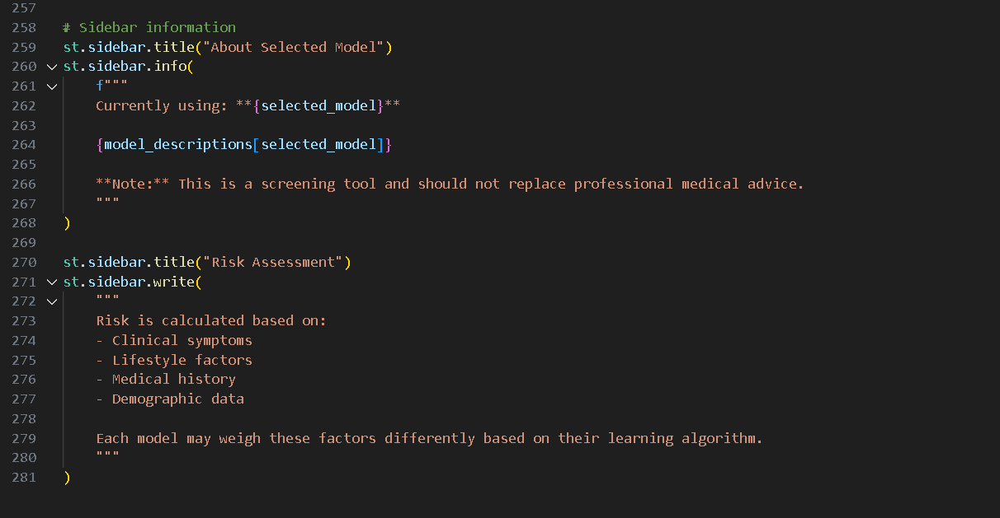 257
258 # Sidebar information
259 st.sidebar.title("About Selected Model")
260 st.sidebar.info(
261     f"""
262     Currently using: **{selected_model}**
263
264     {model_descriptions[selected_model]}
265
266     **Note:** This is a screening tool and should not replace professional medical advice.
267     """
268 )
269
270 st.sidebar.title("Risk Assessment")
271 st.sidebar.write(
272     """
273     Risk is calculated based on:
274     - Clinical symptoms
275     - Lifestyle factors
276     - Medical history
277     - Demographic data
278
279     Each model may weigh these factors differently based on their learning algorithm.
280     """
281 )